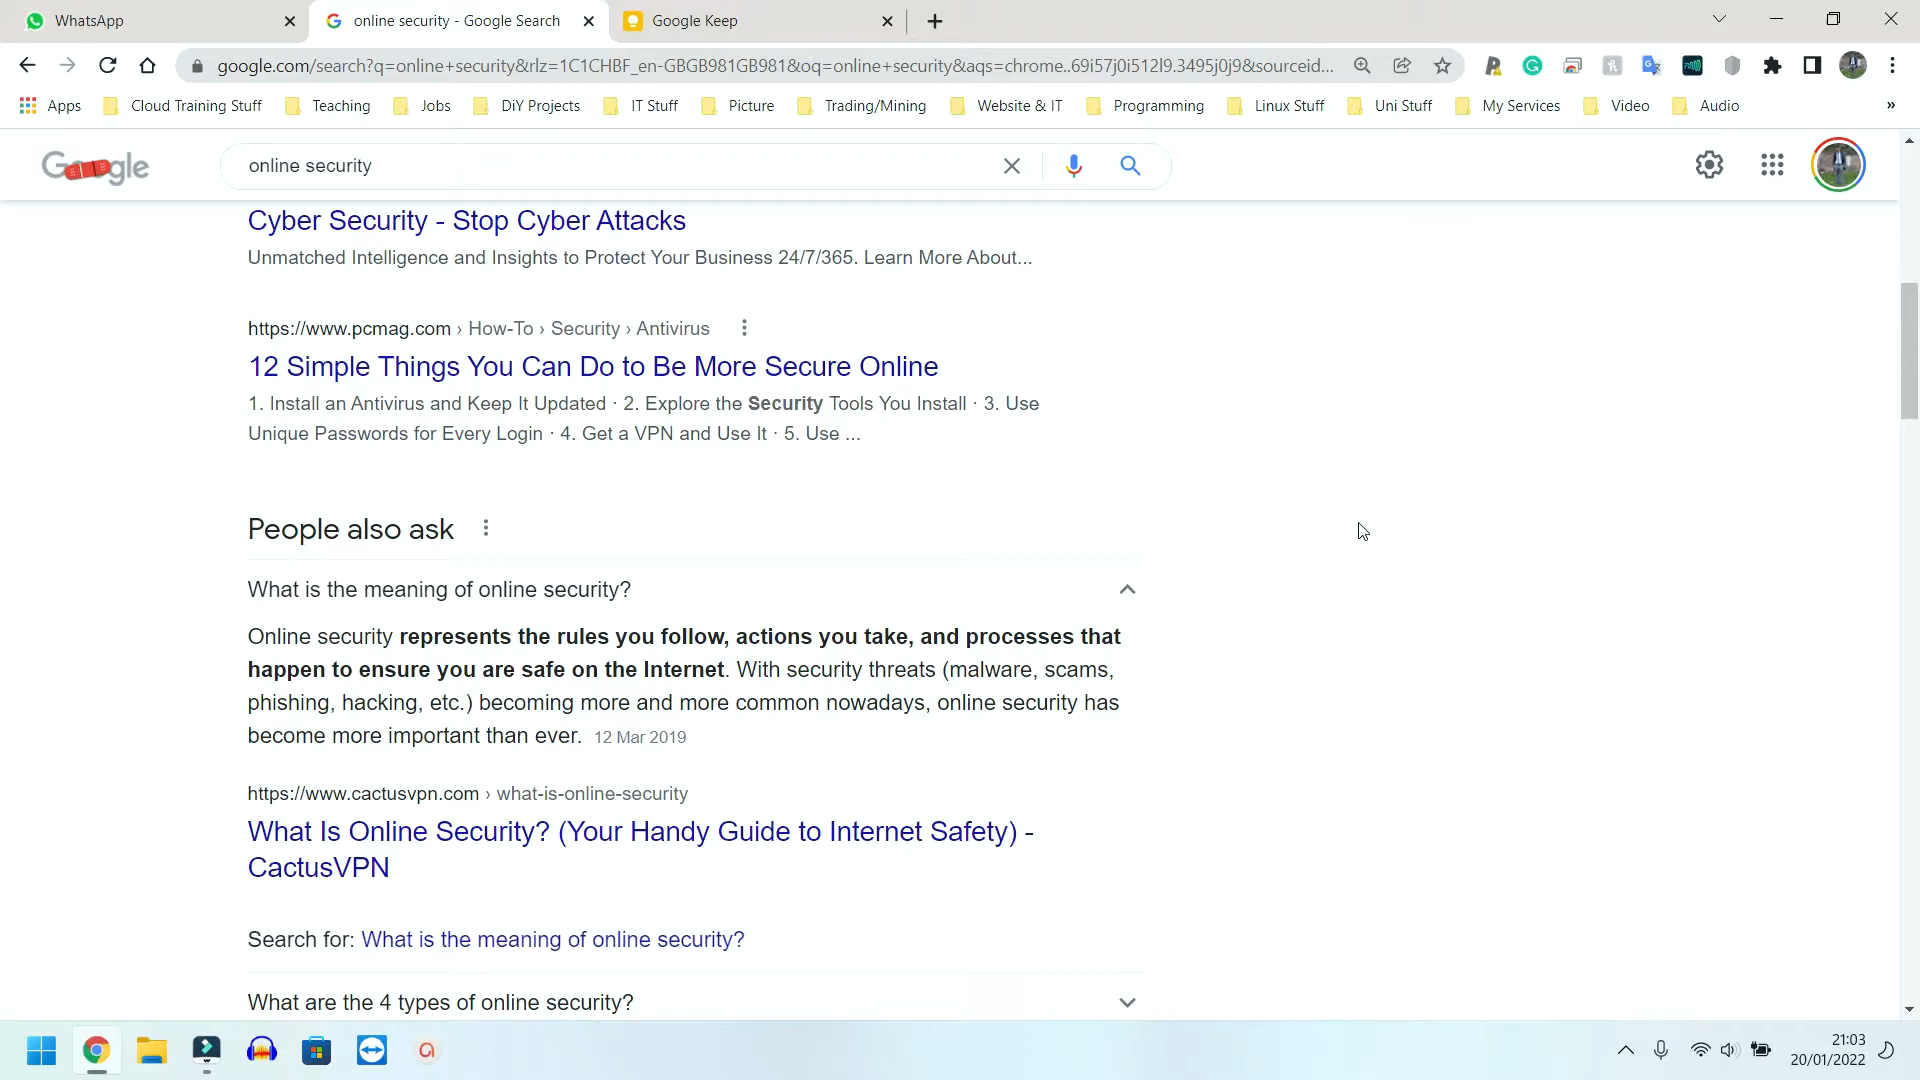 WhatsApp
online security - Google Search
Google Keep
google.com/search?q=online+security&rlz=1C1CHBF_en-GBGB981GB981&oq=online+security&aqs=chrome..69i57j0i512l9.3495j0j9&sourceid...
Apps
Cloud Training Stuff
Teaching
Jobs
DiY Projects
IT Stuff
Picture
Trading/Mining
Website & IT
Programming
Linux Stuff
Uni Stuff
My Services
Video
Audio
»
Google
online security
Cyber Security - Stop Cyber Attacks
Unmatched Intelligence and Insights to Protect Your Business 24/7/365. Learn More About...
https://www.pcmag.com › How-To › Security › Antivirus
12 Simple Things You Can Do to Be More Secure Online
1. Install an Antivirus and Keep It Updated · 2. Explore the Security Tools You Install · 3. Use
Unique Passwords for Every Login · 4. Get a VPN and Use It · 5. Use ...
People also ask
What is the meaning of online security?
Online security represents the rules you follow, actions you take, and processes that
happen to ensure you are safe on the Internet. With security threats (malware, scams,
phishing, hacking, etc.) becoming more and more common nowadays, online security has
become more important than ever. 12 Mar 2019
https://www.cactusvpn.com › what-is-online-security
What Is Online Security? (Your Handy Guide to Internet Safety) -
CactusVPN
Search for: What is the meaning of online security?
What are the 4 types of online security?
21:03
20/01/2022